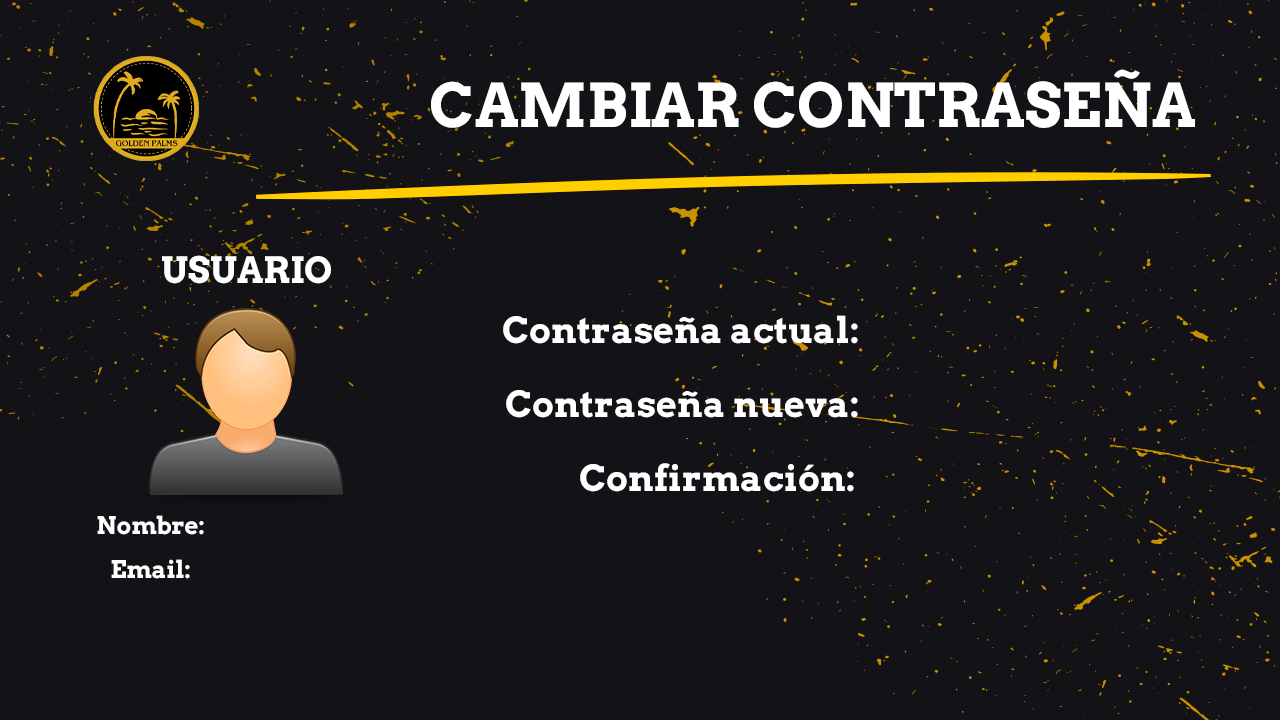 GOLDEN PALMS
CAMBIAR CONTRASEÑA
USUARIO
Contraseña actual:
Contraseña nueva:
Confirmación:
Nombre:
Email: